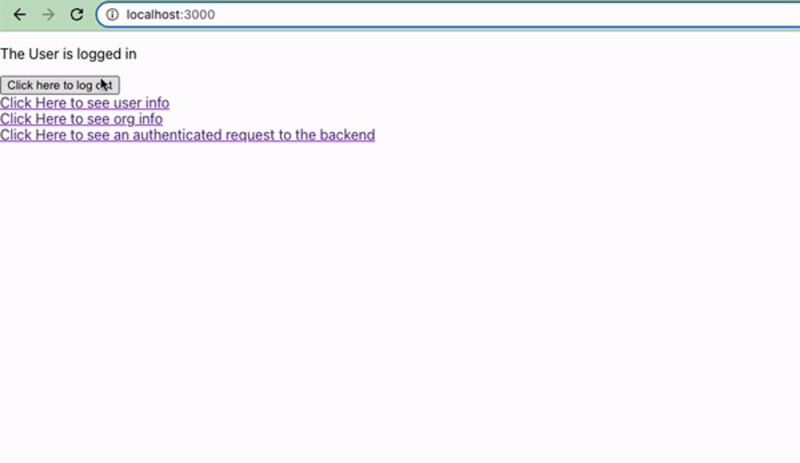 localhost:3000
The User is logged in
Click here to log out
Click Here to see user info
Click Here to see org info
Click Here to see an authenticated request to the backend